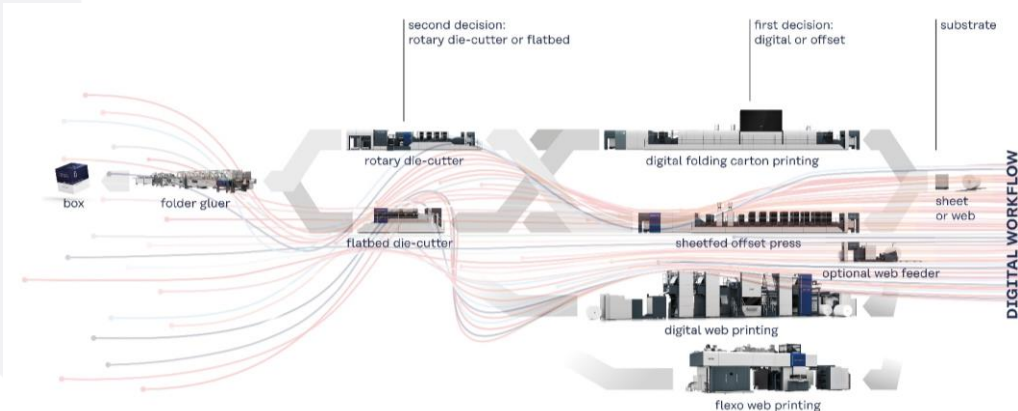 second decision:
rotary die-cutter or flatbed
first decision:
digital or offset
substrate
rotary die-cutter
digital folding carton printing
box
folder gluer
sheet
or web
flatbed die-cutter
sheetfed offset press
optional web feeder
digital web printing
flexo web printing
DIGITAL WORKFLOW